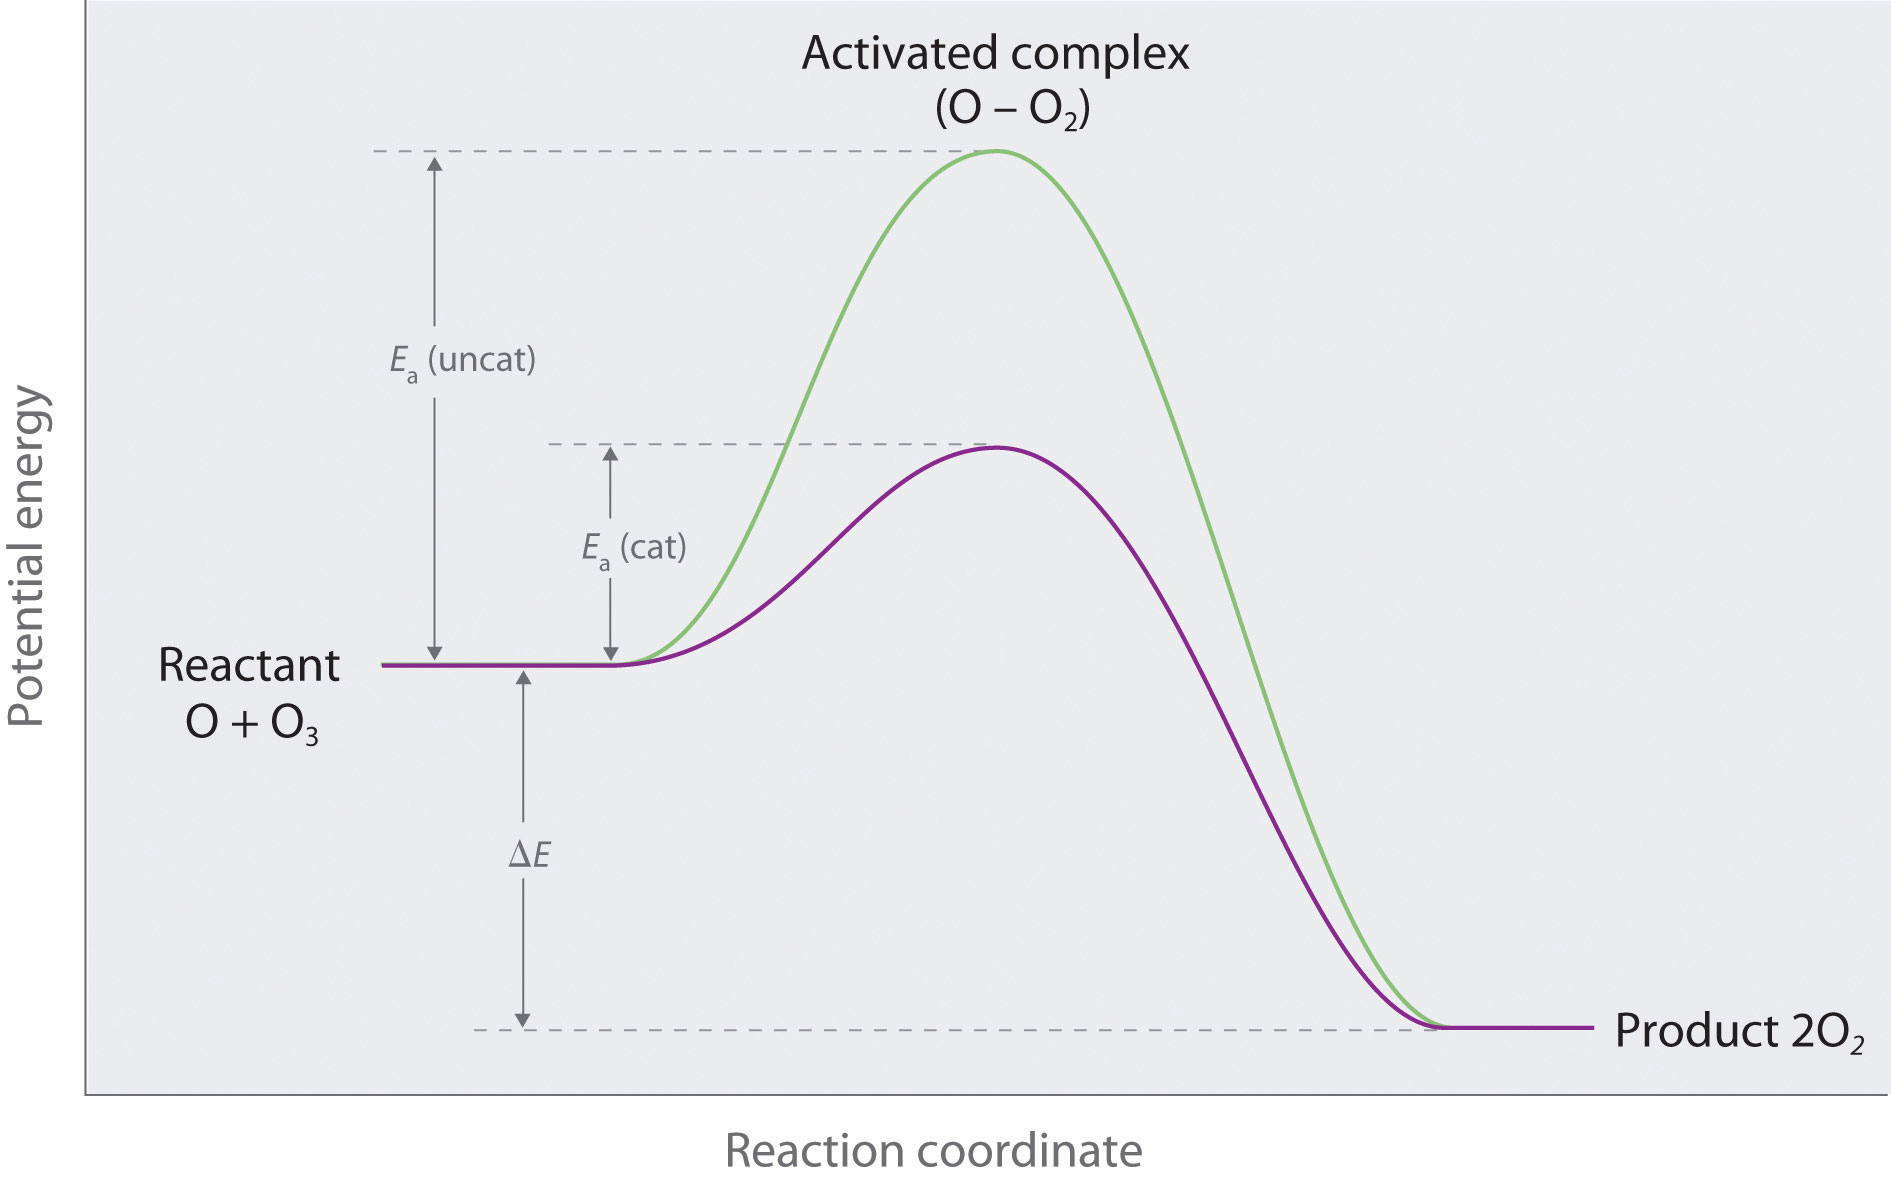 Activated complex
(O – O₂)
Eₐ (uncat)
Eₐ (cat)
Potential energy
Reactant
O + O₃
ΔE
Product 2O₂
Reaction coordinate